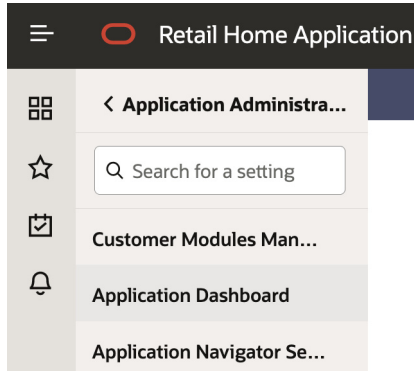 Retail Home Application
Application Administra...
Search for a setting
Customer Modules Man...
Application Dashboard
Application Navigator Se...